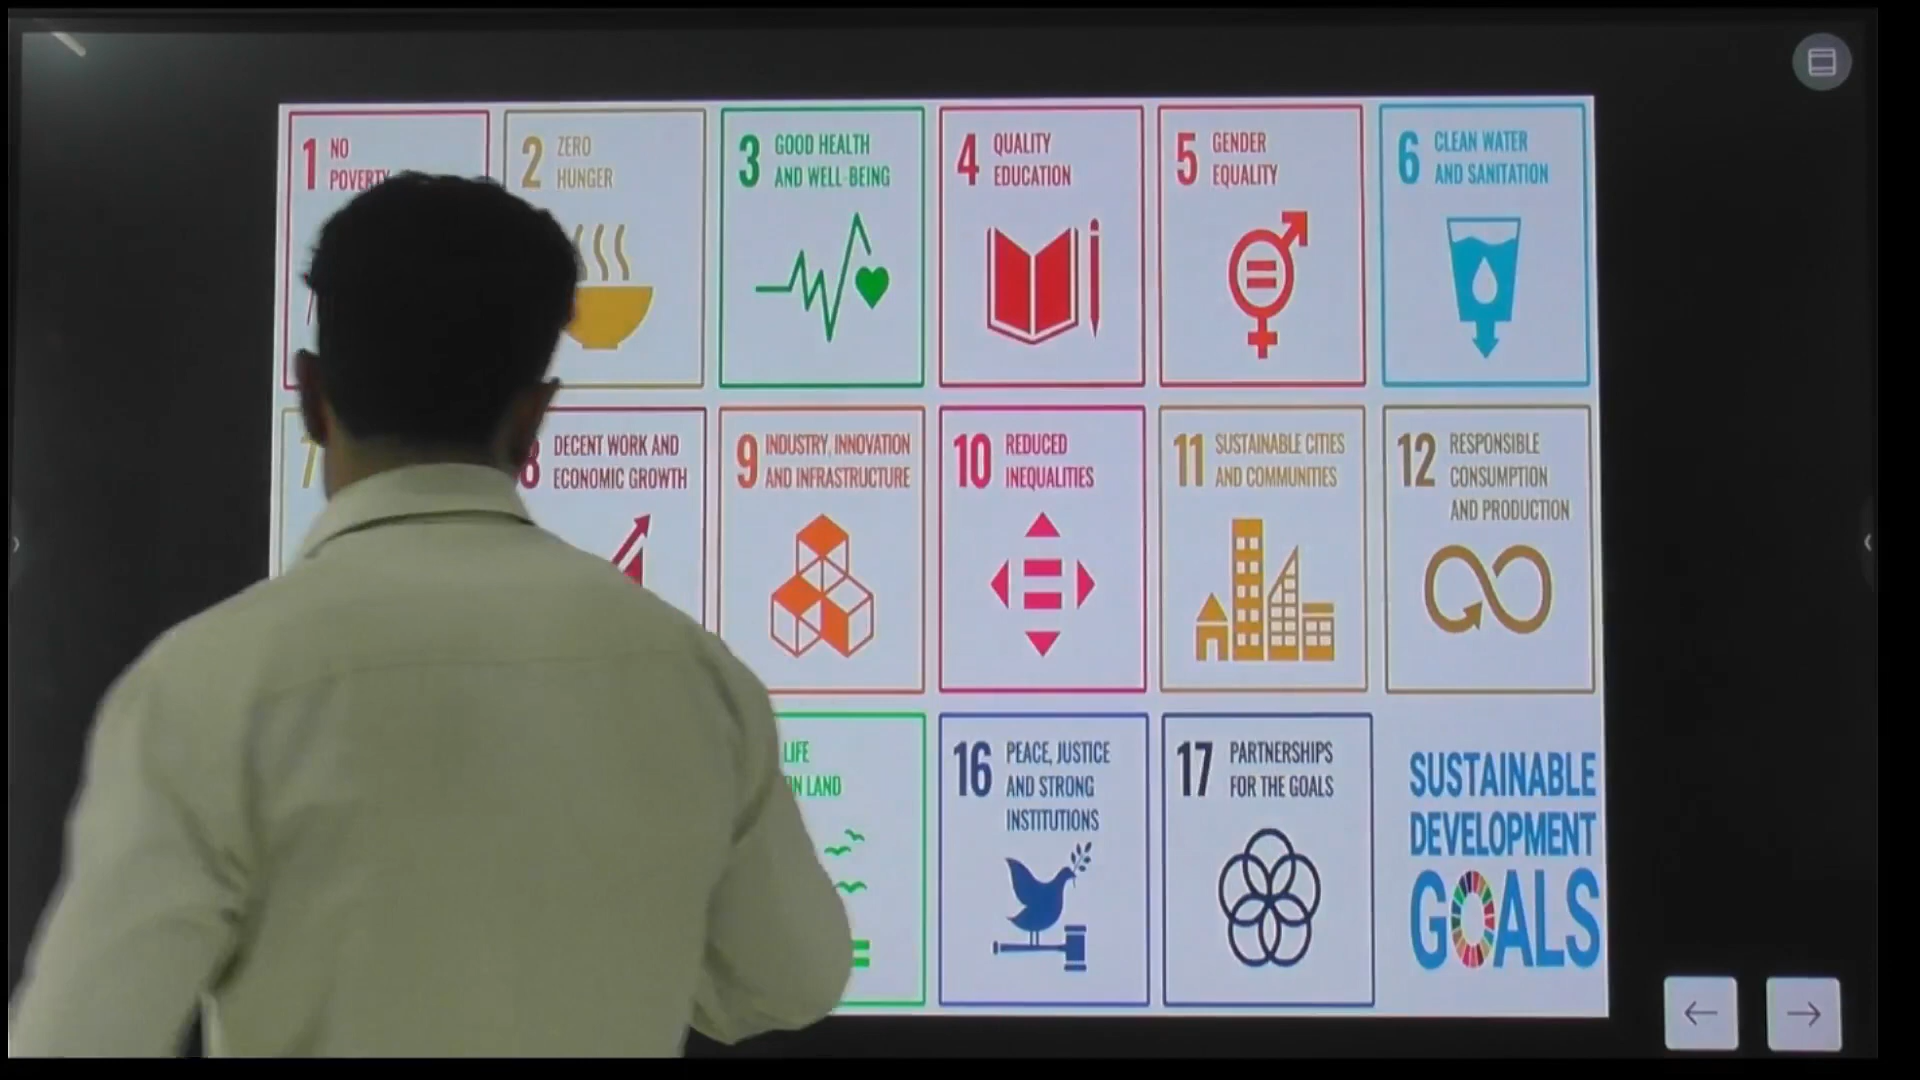 1 NO
POVERTY
2 ZERO
HUNGER
3 GOOD HEALTH
AND WELL-BEING
4 QUALITY
EDUCATION
5 GENDER
EQUALITY
6 CLEAN WATER
AND SANITATION
7
8 DECENT WORK AND
ECONOMIC GROWTH
9 INDUSTRY, INNOVATION
AND INFRASTRUCTURE
10 REDUCED
INEQUALITIES
11 SUSTAINABLE CITIES
AND COMMUNITIES
12 RESPONSIBLE
CONSUMPTION
AND PRODUCTION
LIFE
ON LAND
16 PEACE, JUSTICE
AND STRONG
INSTITUTIONS
17 PARTNERSHIPS
FOR THE GOALS
SUSTAINABLE
DEVELOPMENT
GOALS